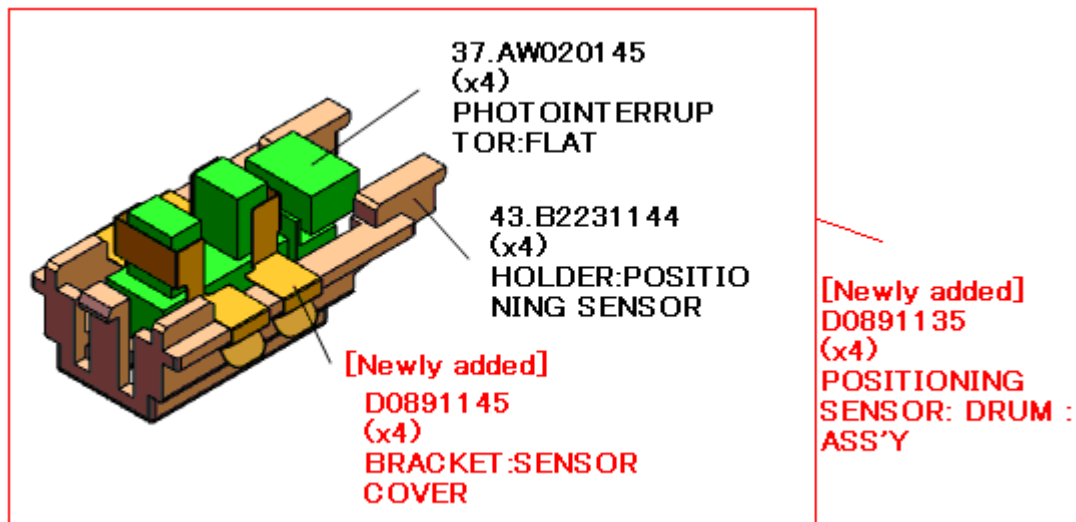 37.AW020145
(x4)
PHOTOINTERRUP
TOR:FLAT
43.B2231144
(x4)
HOLDER:POSITIO
NING SENSOR
[Newly added]
D0891145
(x4)
BRACKET:SENSOR
COVER
[Newly added]
D0891135
(x4)
POSITIONING
SENSOR: DRUM :
ASS'Y